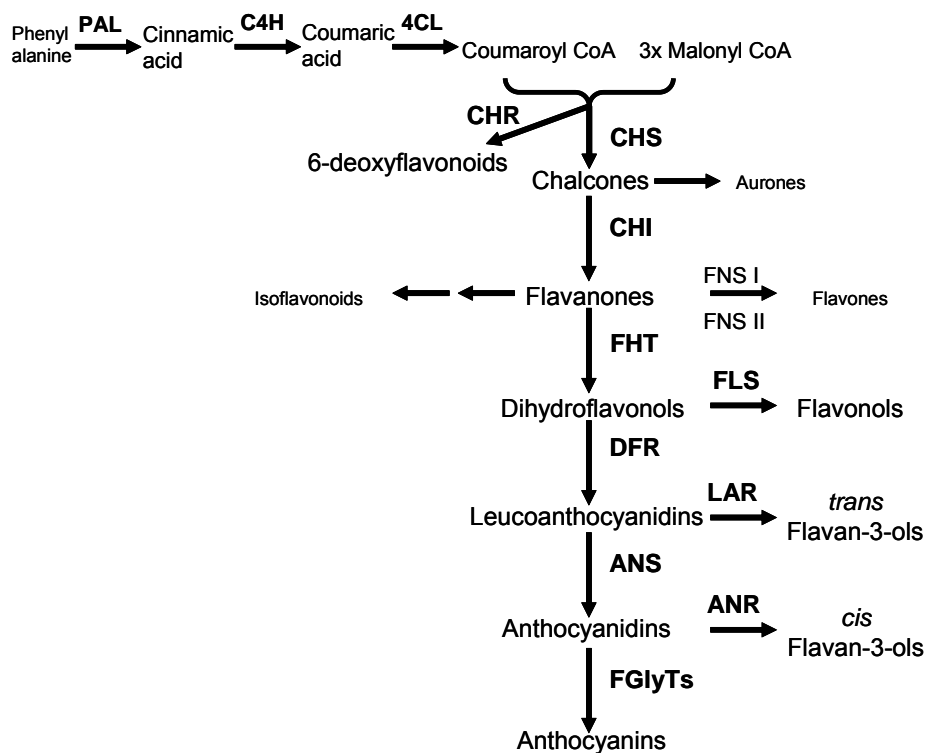 PAL
C4H
4CL
Phenyl
alanine
Cinnamic
acid
Coumaric
acid
Coumaroyl CoA
3x Malonyl CoA
CHR
CHS
6-deoxyflavonoids
Chalcones
Aurones
CHI
FNS I
Isoflavonoids
Flavanones
Flavones
FNS II
FHT
FLS
Dihydroflavonols
Flavonols
DFR
LAR
trans
Leucoanthocyanidins
Flavan-3-ols
ANS
ANR
cis
Anthocyanidins
Flavan-3-ols
FGlyTs
Anthocyanins